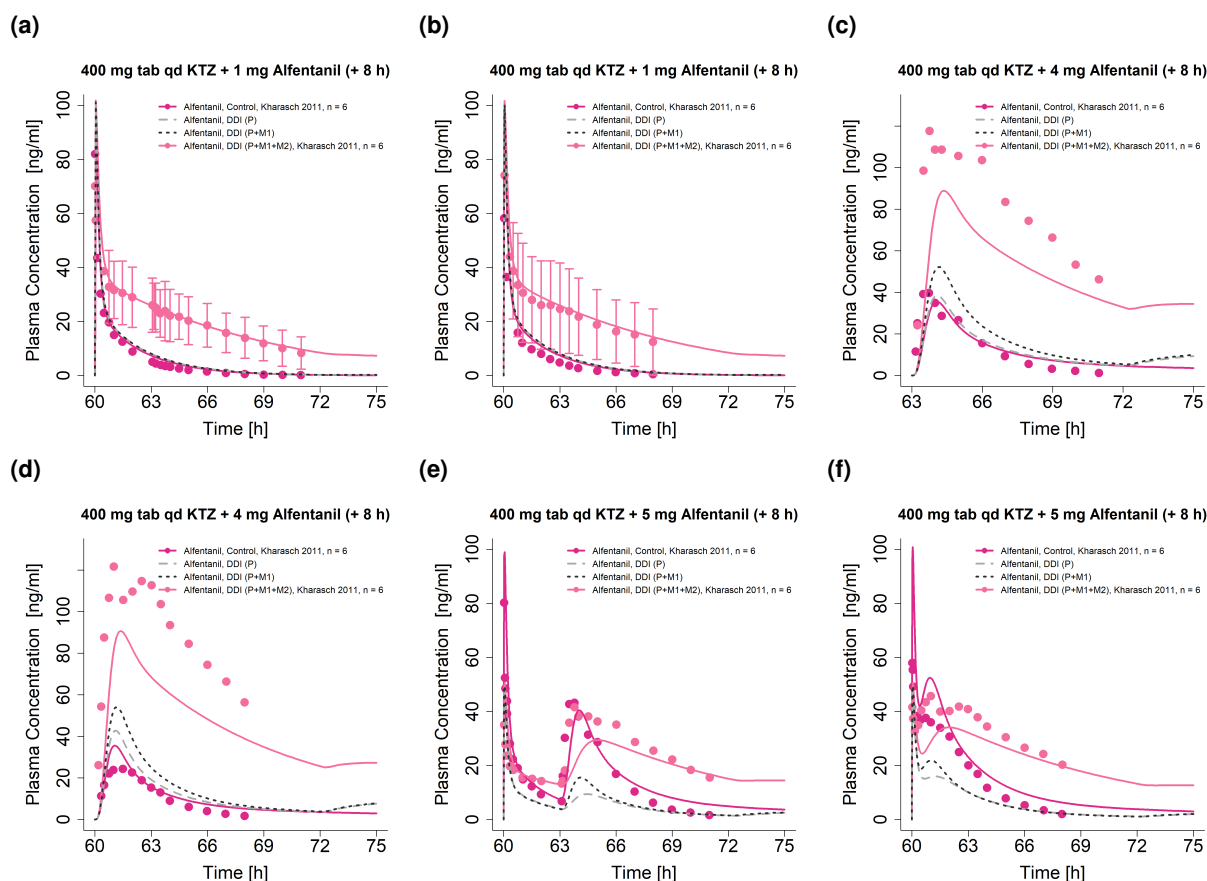 (a)
400 mg tab qd KTZ + 1 mg Alfentanil (+ 8 h)
Alfentanil, Control, Kharasch 2011, n = 6
Alfentanil, DDI (P)
Alfentanil, DDI (P+M1)
Alfentanil, DDI (P+M1+M2), Kharasch 2011, n = 6
Plasma Concentration [ng/ml]
0 20 40 60 80 100
60 63 66 69 72 75
Time [h]
(b)
400 mg tab qd KTZ + 1 mg Alfentanil (+ 8 h)
Alfentanil, Control, Kharasch 2011, n = 6
Alfentanil, DDI (P)
Alfentanil, DDI (P+M1)
Alfentanil, DDI (P+M1+M2), Kharasch 2011, n = 6
Plasma Concentration [ng/ml]
0 20 40 60 80 100
60 63 66 69 72 75
Time [h]
(c)
400 mg tab qd KTZ + 4 mg Alfentanil (+ 8 h)
Alfentanil, Control, Kharasch 2011, n = 6
Alfentanil, DDI (P)
Alfentanil, DDI (P+M1)
Alfentanil, DDI (P+M1+M2), Kharasch 2011, n = 6
Plasma Concentration [ng/ml]
0 20 40 60 80 100
63 66 69 72 75
Time [h]
(d)
400 mg tab qd KTZ + 4 mg Alfentanil (+ 8 h)
Alfentanil, Control, Kharasch 2011, n = 6
Alfentanil, DDI (P)
Alfentanil, DDI (P+M1)
Alfentanil, DDI (P+M1+M2), Kharasch 2011, n = 6
Plasma Concentration [ng/ml]
0 20 40 60 80 100
60 63 66 69 72 75
Time [h]
(e)
400 mg tab qd KTZ + 5 mg Alfentanil (+ 8 h)
Alfentanil, Control, Kharasch 2011, n = 6
Alfentanil, DDI (P)
Alfentanil, DDI (P+M1)
Alfentanil, DDI (P+M1+M2), Kharasch 2011, n = 6
Plasma Concentration [ng/ml]
0 20 40 60 80 100
60 63 66 69 72 75
Time [h]
(f)
400 mg tab qd KTZ + 5 mg Alfentanil (+ 8 h)
Alfentanil, Control, Kharasch 2011, n = 6
Alfentanil, DDI (P)
Alfentanil, DDI (P+M1)
Alfentanil, DDI (P+M1+M2), Kharasch 2011, n = 6
Plasma Concentration [ng/ml]
0 20 40 60 80 100
60 63 66 69 72 75
Time [h]